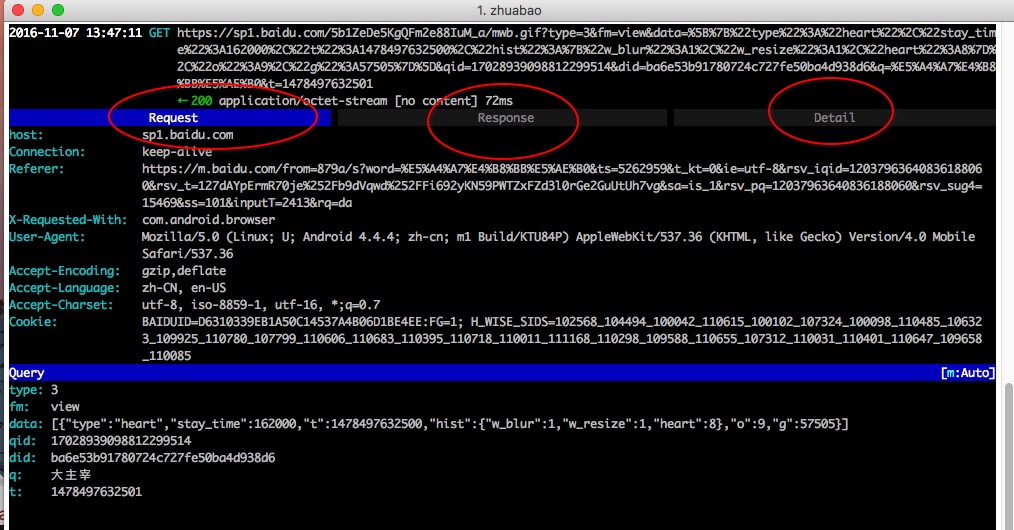 1. zhuabao
2016-11-07 13:47:11 GET https://sp1.baidu.com/5b1ZeDe5KgQFm2e88IuM_a/mwb.gif?type=3&fm=view&data=%5B%7B%22type%22%3A%22heart%22%2C%22stay_tim
e%22%3A162000%2C%22t%22%3A1478497632500%2C%22hist%22%3A%7B%22w_blur%22%3A1%2C%22w_resize%22%3A1%2C%22heart%22%3A8%7D%
2C%22o%22%3A9%2C%22g%22%3A57505%7D%5D&qid=17028939098812299514&did=ba6e53b91780724c727fe50ba4d938d6&q=%E5%A4%A7%E4%B8
%BB%E5%AE%B0&t=1478497632501
←200 application/octet-stream [no content] 72ms
Request Response Detail
host: sp1.baidu.com
Connection: keep-alive
Referer: https://m.baidu.com/from=879a/s?word=%E5%A4%A7%E4%B8%BB%E5%AE%B0&ts=5262959&t_kt=0&ie=utf-8&rsv_iqid=120379636408361880
0&rsv_t=127dAYpErmR70je%252Fb9dVqwd%252FFi692yKN59PWTZxFZd3l0rGe2GuUtUh7vg&sa=is_1&rsv_pq=12037963640836188060&rsv_sug4=
15469&ss=101&inputT=2413&rq=da
X-Requested-With: com.android.browser
User-Agent: Mozilla/5.0 (Linux; U; Android 4.4.4; zh-cn; m1 Build/KTU84P) AppleWebKit/537.36 (KHTML, like Gecko) Version/4.0 Mobile
Safari/537.36
Accept-Encoding: gzip,deflate
Accept-Language: zh-CN, en-US
Accept-Charset: utf-8, iso-8859-1, utf-16, *;q=0.7
Cookie: BAIDUID=D6310339EB1A50C14537A4B06D1BE4EE:FG=1; H_WISE_SIDS=102568_104494_100042_110615_100102_107324_100098_110485_10632
3_109925_110780_107799_110606_110683_110395_110718_110011_111168_110298_109588_110655_107312_110031_110401_110647_109658
_110085
Query [m:Auto]
type: 3
fm: view
data: [{"type":"heart","stay_time":162000,"t":1478497632500,"hist":{"w_blur":1,"w_resize":1,"heart":8},"o":9,"g":57505}]
qid: 17028939098812299514
did: ba6e53b91780724c727fe50ba4d938d6
q: 大主宰
t: 1478497632501